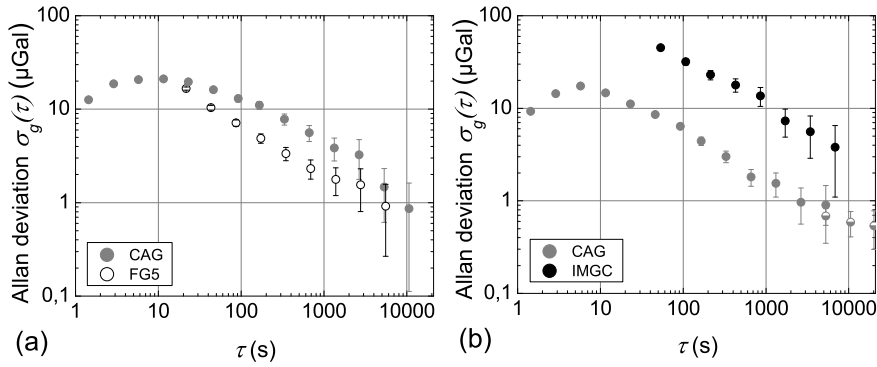 Allan deviation σg(τ) (µGal)
100
10
1
0,1
CAG
FG5
1 10 100 1000 10000
(a)
τ (s)
Allan deviation σg(τ) (µGal)
100
10
1
0,1
CAG
IMGC
1 10 100 1000 10000
(b)
τ (s)